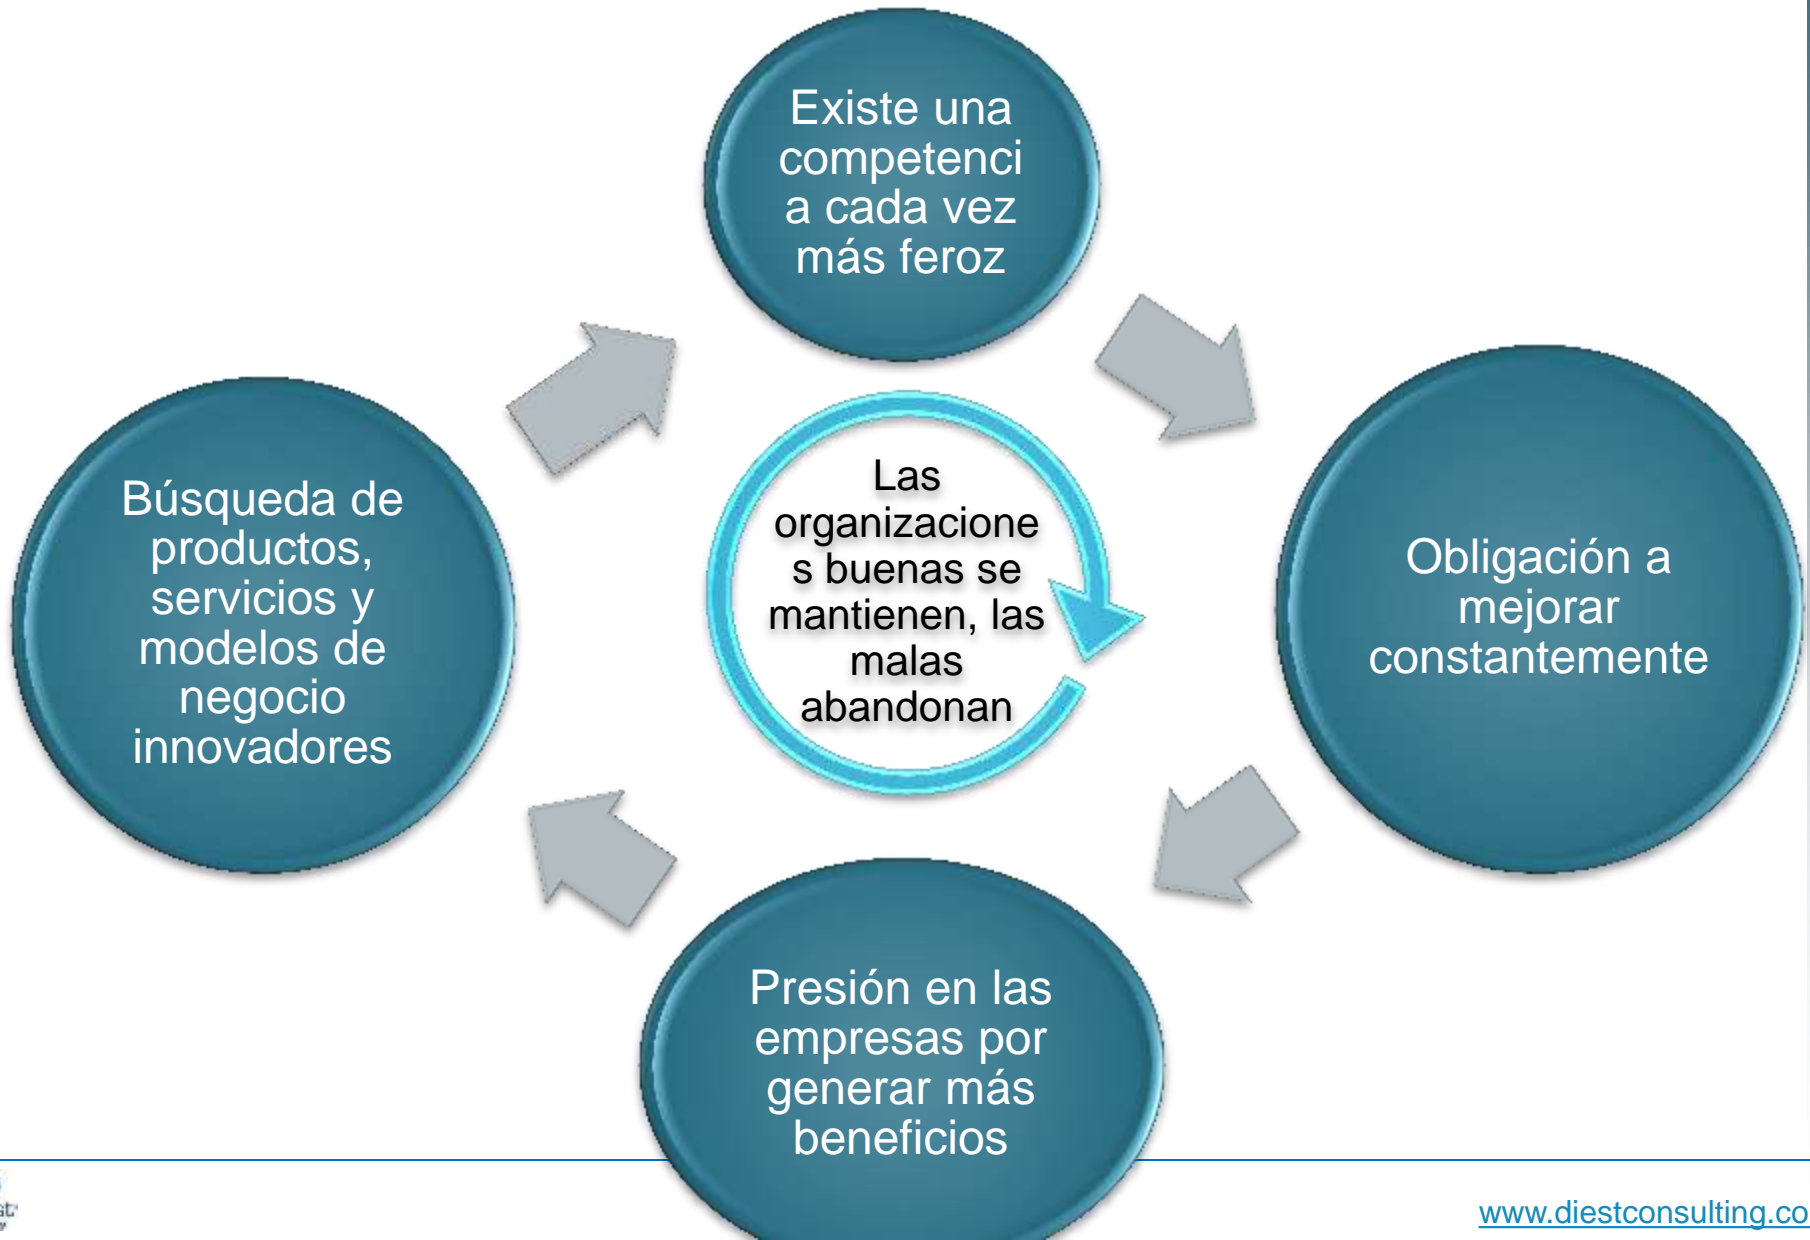 Existe una
competenci
a cada vez
más feroz
Obligación a
mejorar
constantemente
Presión en las
empresas por
generar más
beneficios
Búsqueda de
productos,
servicios y
modelos de
negocio
innovadores
Las
organizacione
s buenas se
mantienen, las
malas
abandonan
www.diestconsulting.co